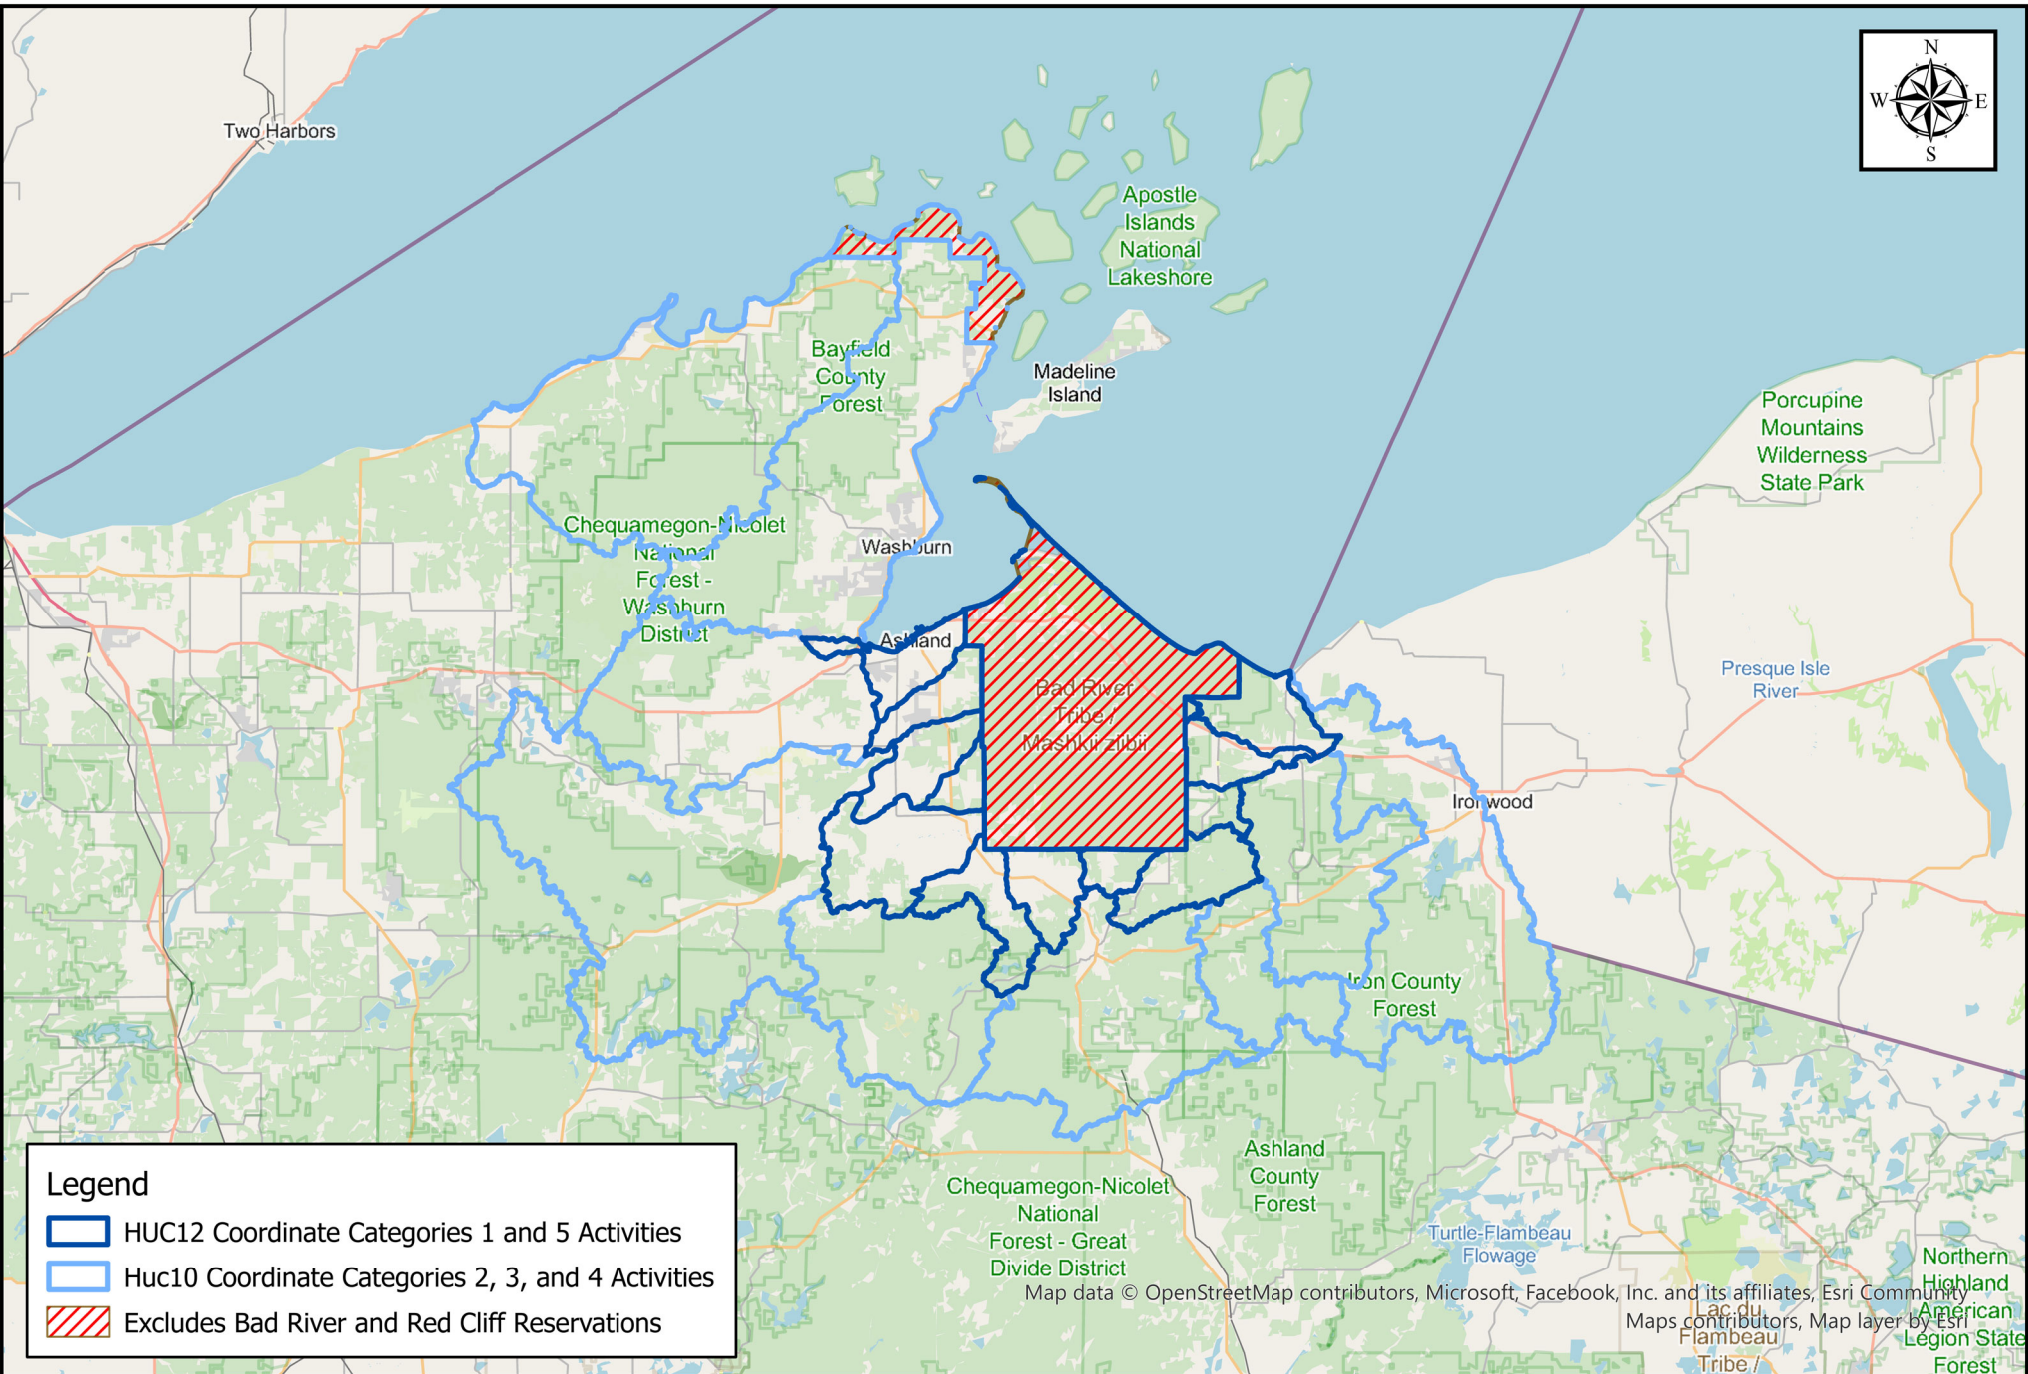 N
W E
S
Two Harbors
Apostle
Islands
National
Lakeshore
Bayfield
County
Forest
Madeline
Island
Porcupine
Mountains
Wilderness
State Park
Chequamegon-Nicolet
National
Forest -
Washburn
District
Washburn
Ashland
Bad River
Tribe /
Mashkii ziibii
Presque Isle
River
Ironwood
Iron County
Forest
Ashland
County
Forest
Chequamegon-Nicolet
National
Forest - Great
Divide District
Turtle-Flambeau
Flowage
Northern
Highland
American
Legion State
Forest
Lac du
Flambeau
Tribe /
Map data © OpenStreetMap contributors, Microsoft, Facebook, Inc. and its affiliates, Esri Community
Maps contributors, Map layer by Esri
Legend
HUC12 Coordinate Categories 1 and 5 Activities
Huc10 Coordinate Categories 2, 3, and 4 Activities
Excludes Bad River and Red Cliff Reservations